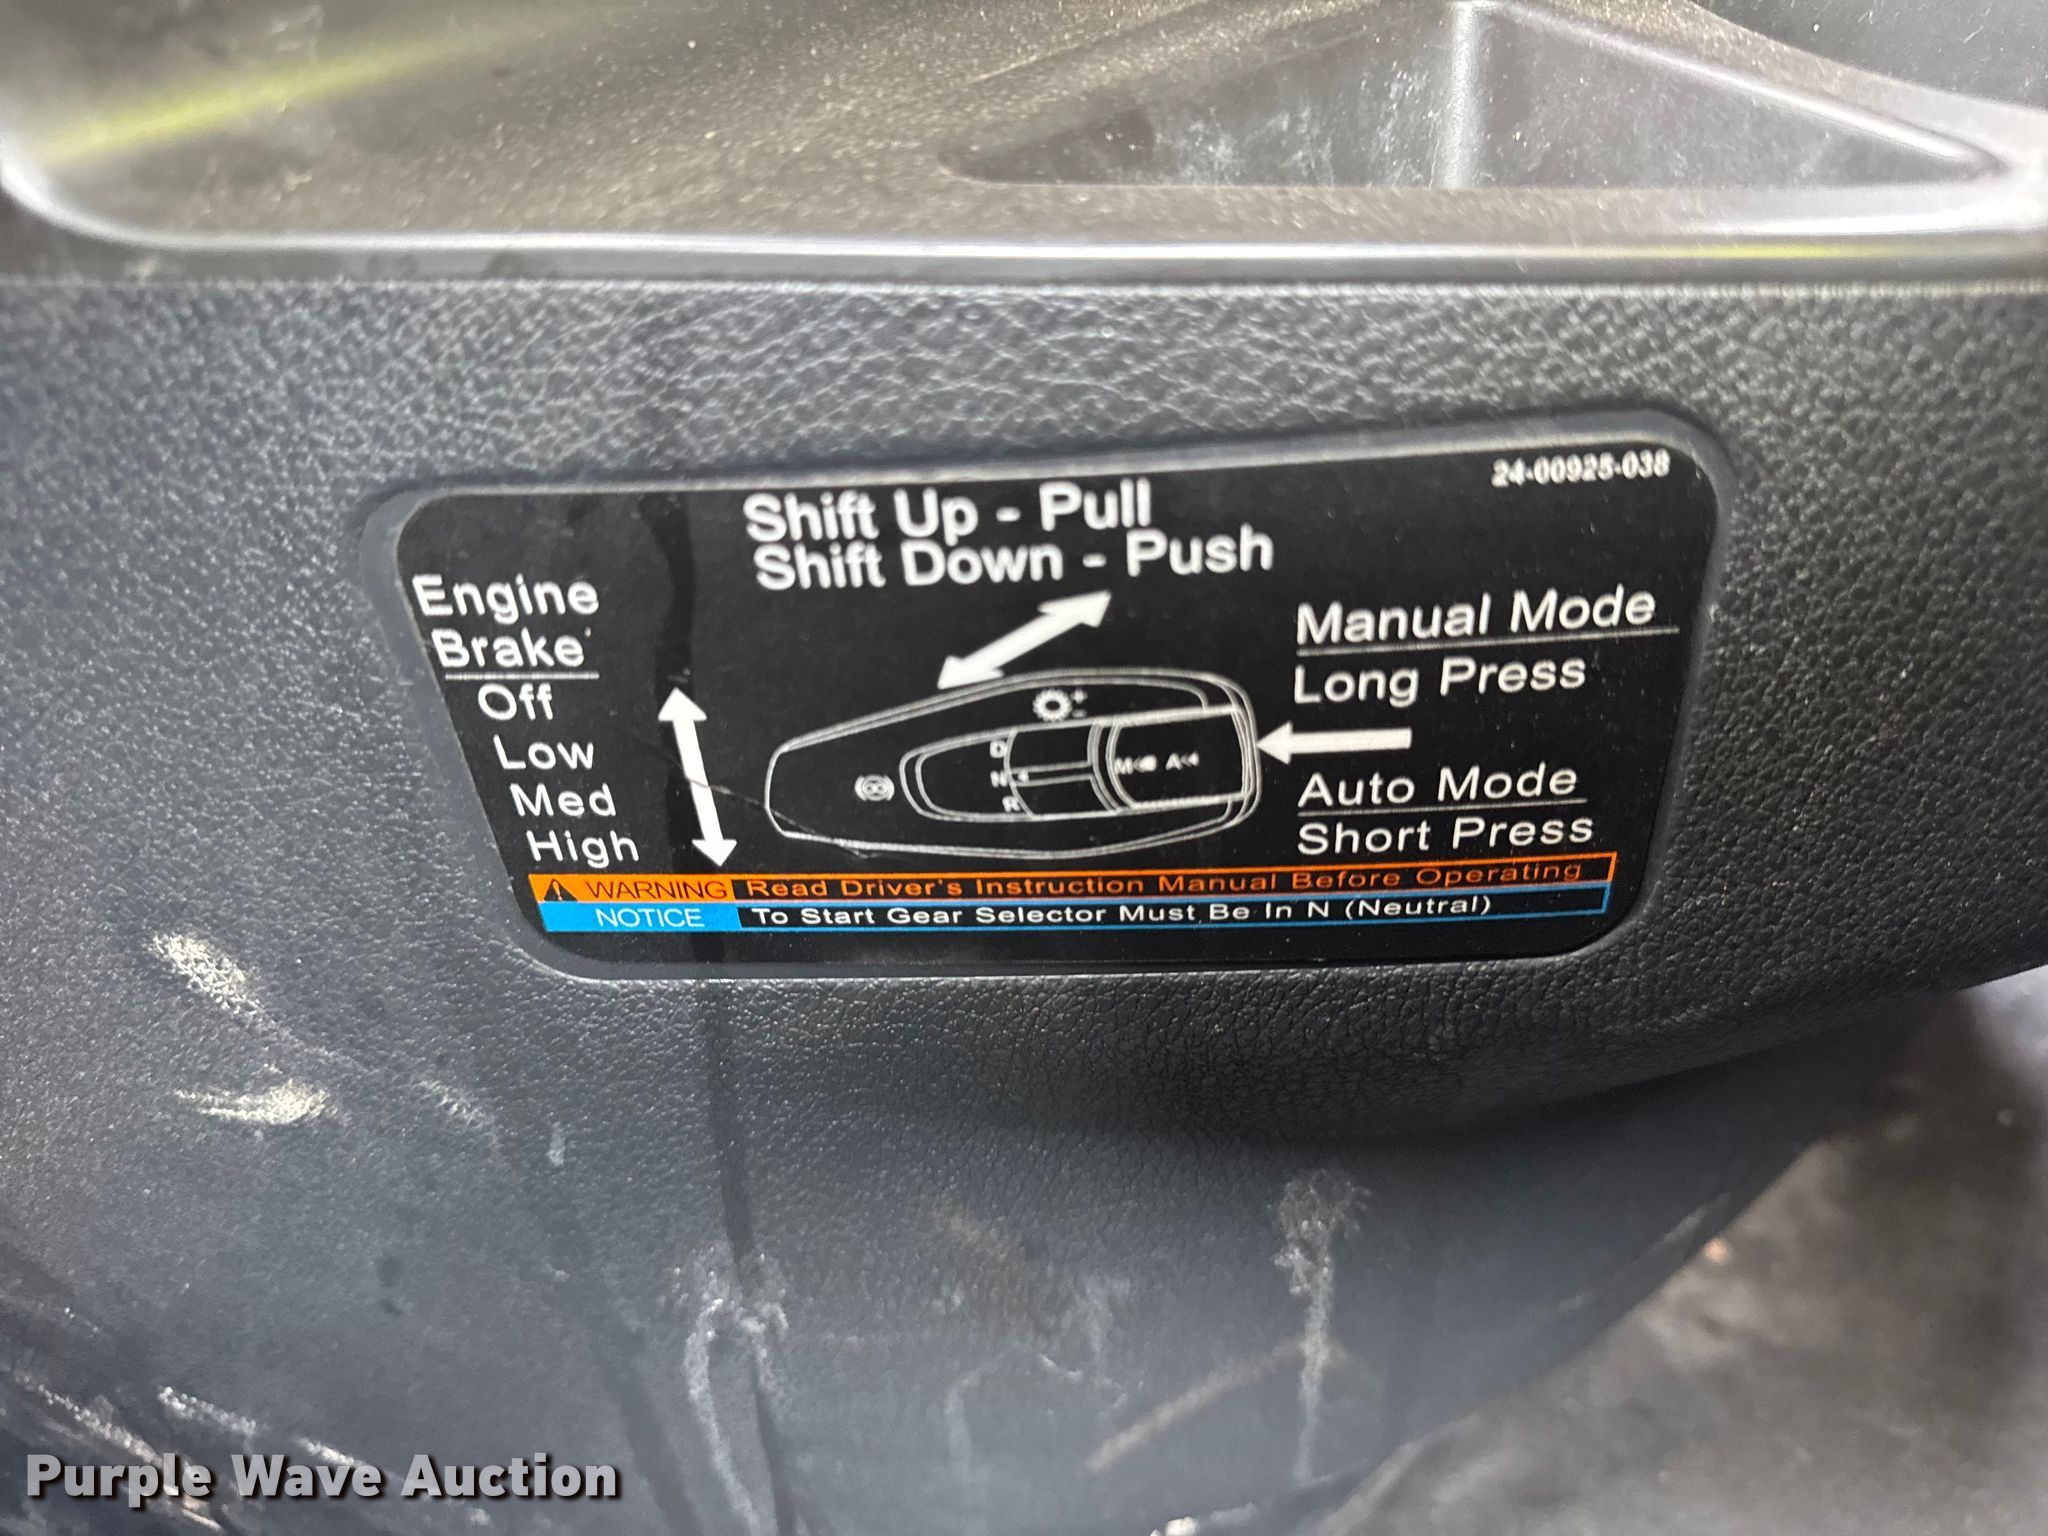 24-00925-038
Shift Up - Pull
Shift Down - Push
Engine
Brake
Off
Low
Med
High
D
N
R
M
A
Manual Mode
Long Press
Auto Mode
Short Press
WARNING Read Driver's Instruction Manual Before Operating
NOTICE To Start Gear Selector Must Be In N (Neutral)
Purple Wave Auction